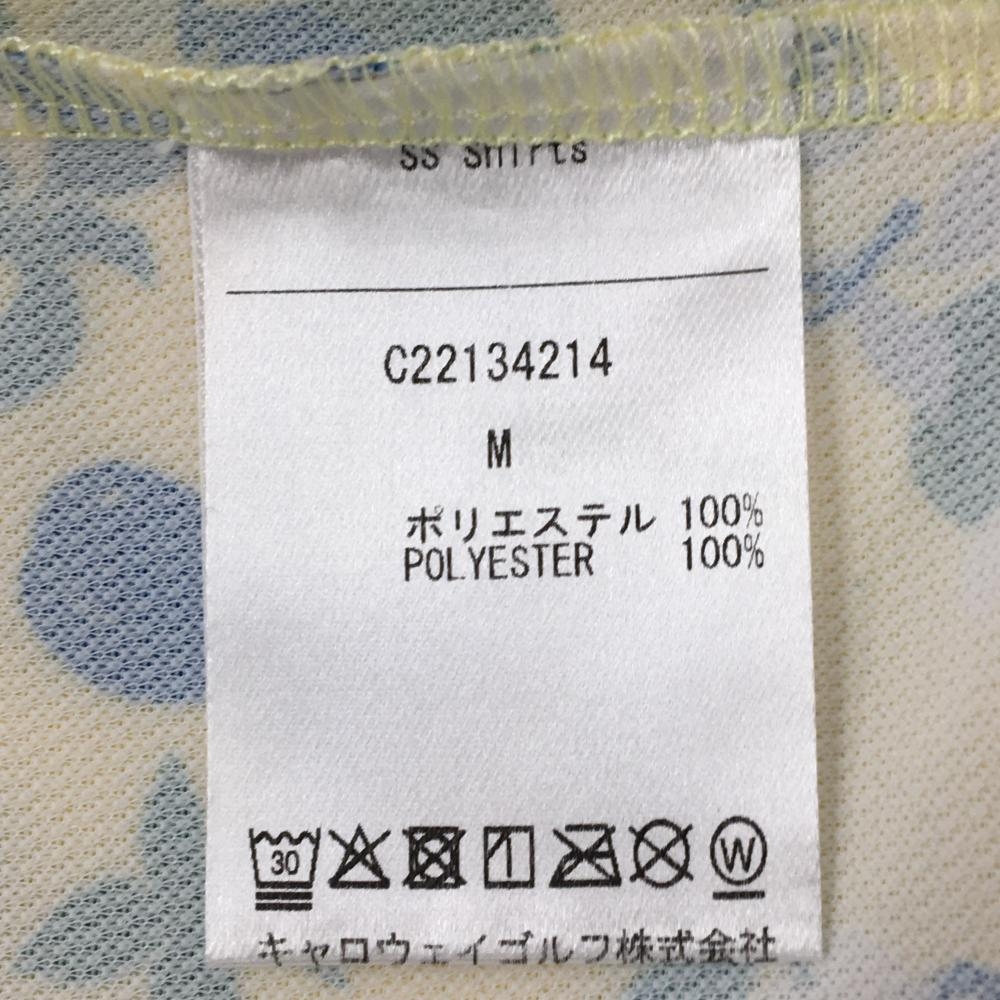 SS Shirts
C22134214
M
ポリエステル 100%
POLYESTER 100%
30 W
キャロウェイゴルフ株式会社